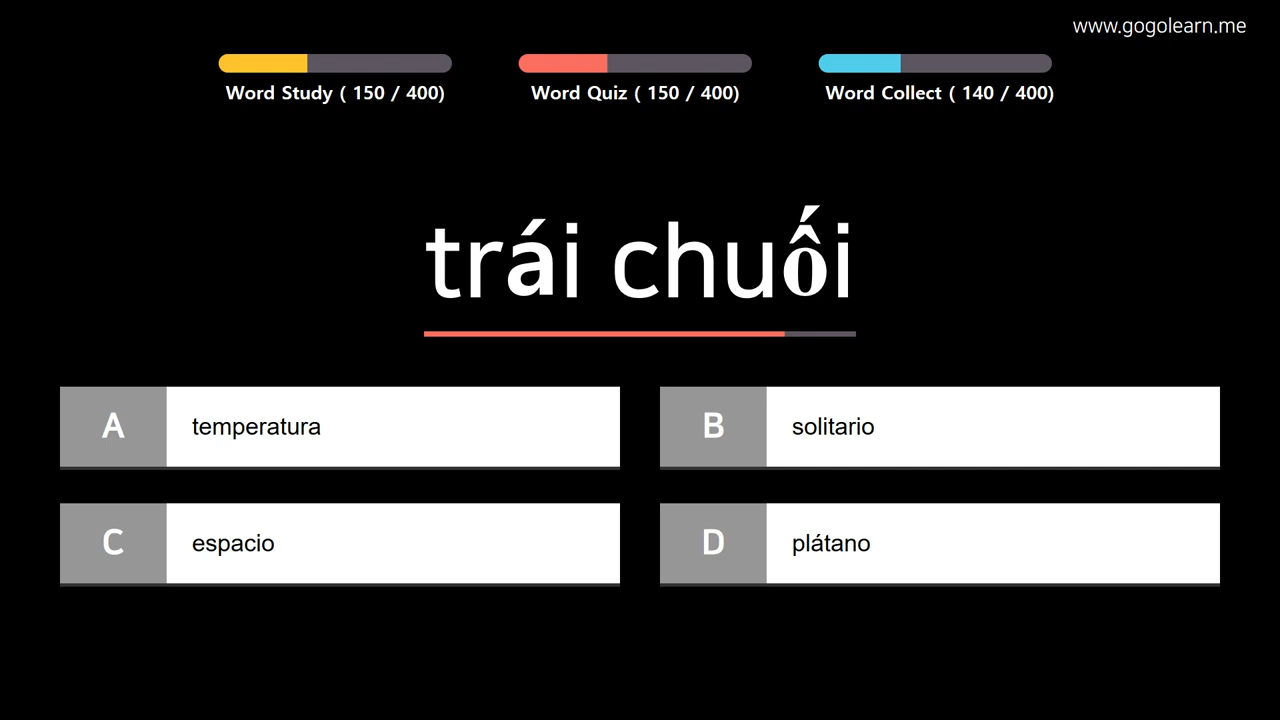 www.gogolearn.me
Word Study ( 150 / 400)
Word Quiz ( 150 / 400)
Word Collect ( 140 / 400)
trái chuối
A temperatura
B solitario
C espacio
D plátano